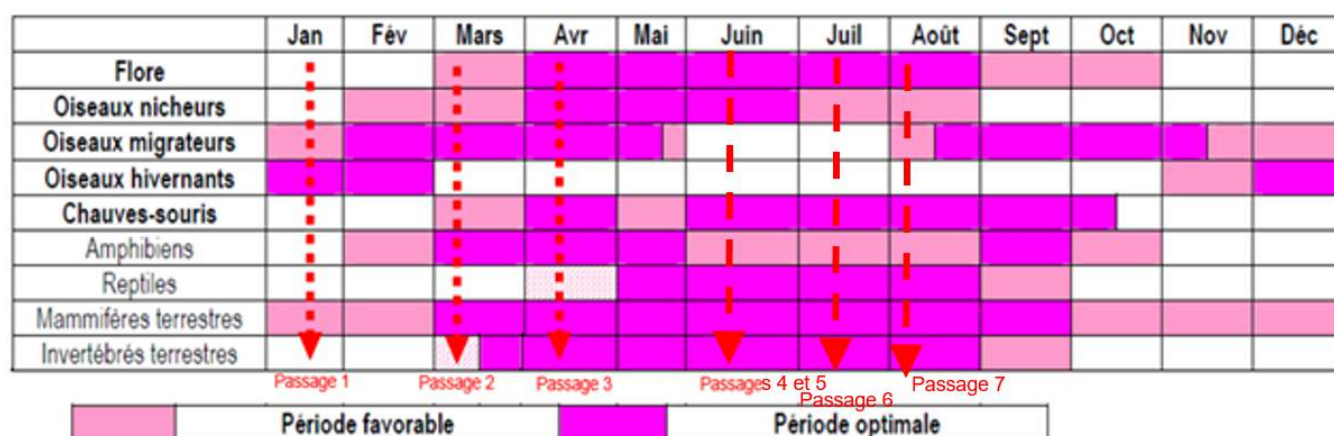 Jan Fév Mars Avr Mai Juin Juil Août Sept Oct Nov Déc
Flore
Oiseaux nicheurs
Oiseaux migrateurs
Oiseaux hivernants
Chauves-souris
Amphibiens
Reptiles
Mammifères terrestres
Invertébrés terrestres
Passage 1 Passage 2 Passage 3 Passages 4 et 5 Passage 7
Passage 6
Période favorable Période optimale